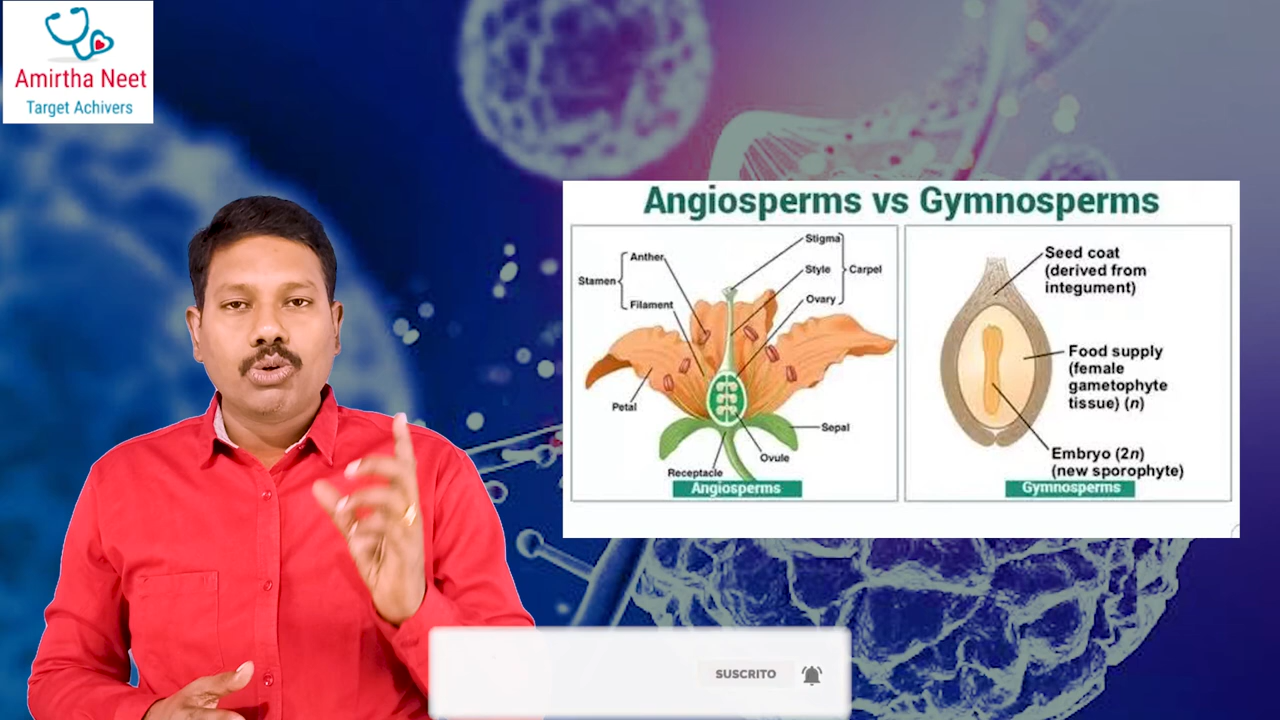 Amirtha Neet
Target Achivers
Angiosperms vs Gymnosperms
Stigma
Anther
Style
Carpel
Stamen
Filament
Ovary
Petal
Sepal
Ovule
Receptacle
Angiosperms
Seed coat
(derived from
integument)
Food supply
(female
gametophyte
tissue) (n)
Embryo (2n)
(new sporophyte)
Gymnosperms
SUSCRITO